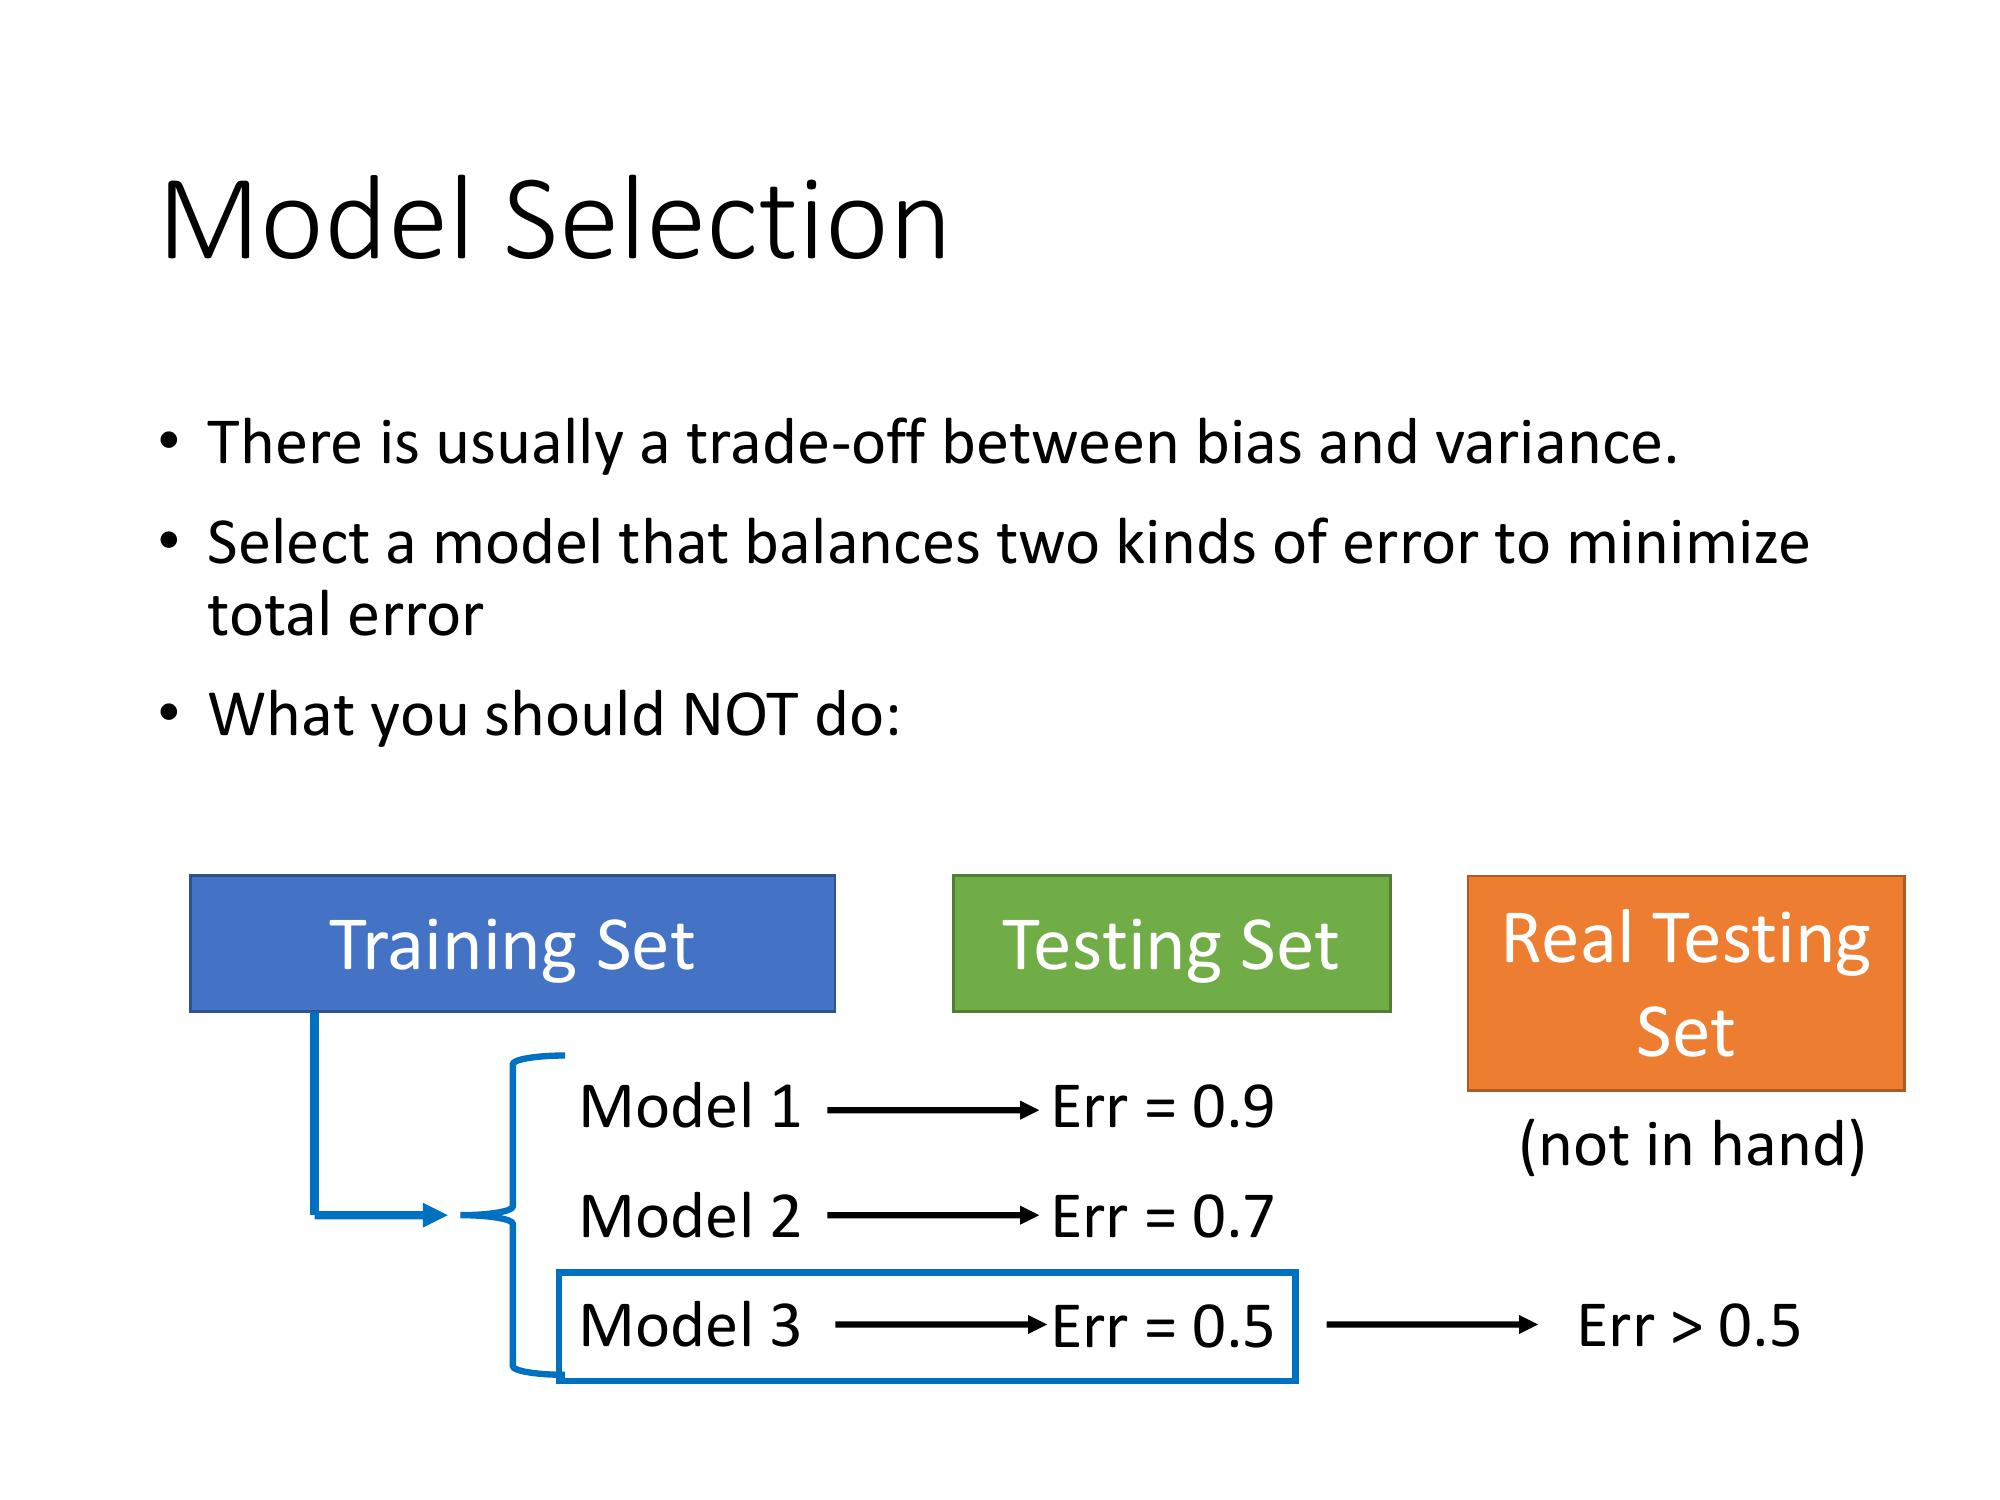 Model Selection
• There is usually a trade-off between bias and variance.
• Select a model that balances two kinds of error to minimize
total error
• What you should NOT do:
Training Set
Testing Set
Real Testing
Set
(not in hand)
Model 1 Err = 0.9
Model 2 Err = 0.7
Model 3 Err = 0.5 Err > 0.5